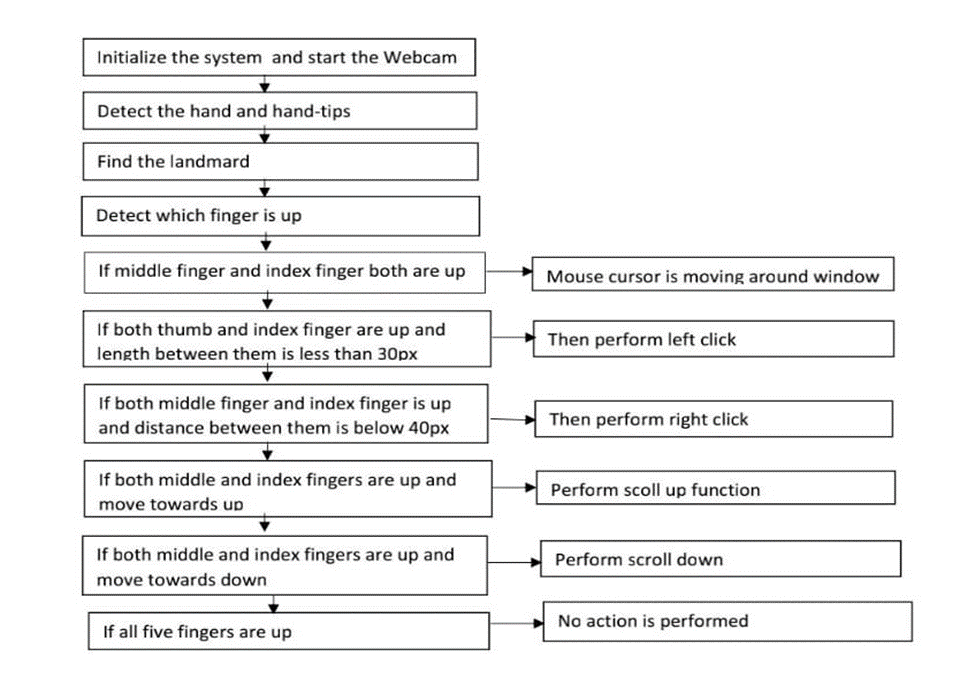 Initialize the system and start the Webcam
Detect the hand and hand-tips
Find the landmard
Detect which finger is up
If middle finger and index finger both are up
Mouse cursor is moving around window
If both thumb and index finger are up and
length between them is less than 30px
Then perform left click
If both middle finger and index finger is up
and distance between them is below 40px
Then perform right click
If both middle and index fingers are up and
move towards up
Perform scoll up function
If both middle and index fingers are up and
move towards down
Perform scroll down
If all five fingers are up
No action is performed